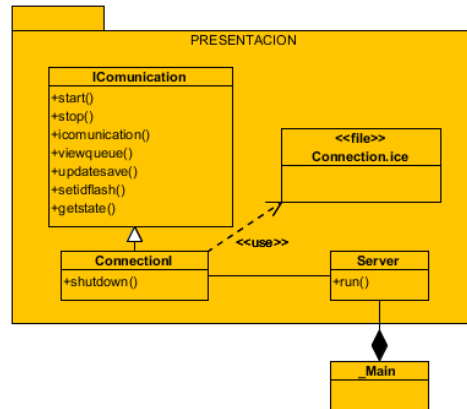 PRESENTACION
IComunication
+start()
+stop()
+icomunication()
+viewqueue()
+updatesave()
+setidflash()
+getstate()
<<file>>
Connection.ice
<<use>>
ConnectionI
+shutdown()
Server
+run()
_Main